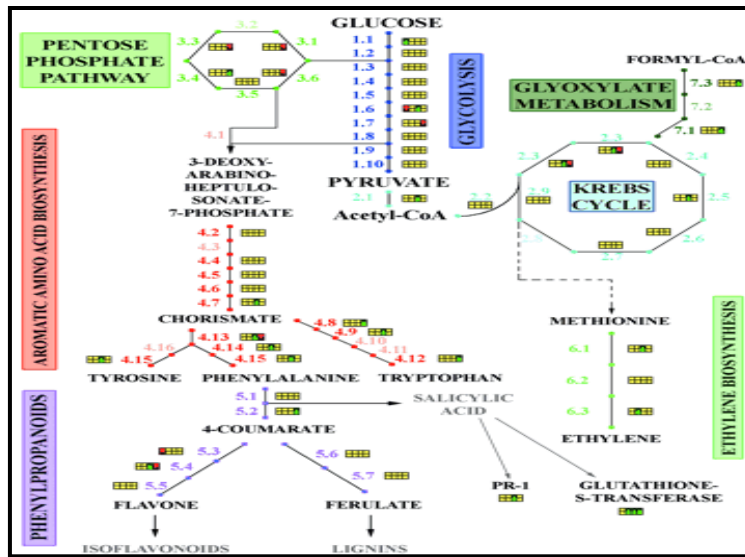 3.2
GLUCOSE
PENTOSE
PHOSPHATE
PATHWAY
3.3
3.1
3.4
3.6
3.5
1.1
1.2
1.3
1.4
1.5
1.6
1.7
1.8
1.9
1.10
GLYCOLYSIS
FORMYL-CoA
GLYOXYLATE
METABOLISM
7.3
7.2
7.1
4.1
3-DEOXY-
ARABINO-
HEPTULO-
SONATE-
7-PHOSPHATE
PYRUVATE
2.1
Acetyl-CoA
2.2
2.3
2.3
2.4
2.9
KREBS
CYCLE
2.5
2.6
2.7
AROMATIC AMINO ACID BIOSYNTHESIS
4.2
4.3
4.4
4.5
4.6
4.7
CHORISMATE
4.13
4.16
4.14
4.15
4.15
4.8
4.9
4.10
4.11
4.12
TYROSINE
PHENYLALANINE
TRYPTOPHAN
METHIONINE
6.1
6.2
6.3
ETHYLENE
ETHYLENE BIOSYNTHESIS
PHENYLPROPANOIDS
5.1
5.2
SALICYLIC
ACID
4-COUMARATE
5.3
5.4
5.5
5.6
5.7
FLAVONE
FERULATE
PR-1
GLUTATHIONE-
S-TRANSFERASE
ISOFLAVONOIDS
LIGNINS